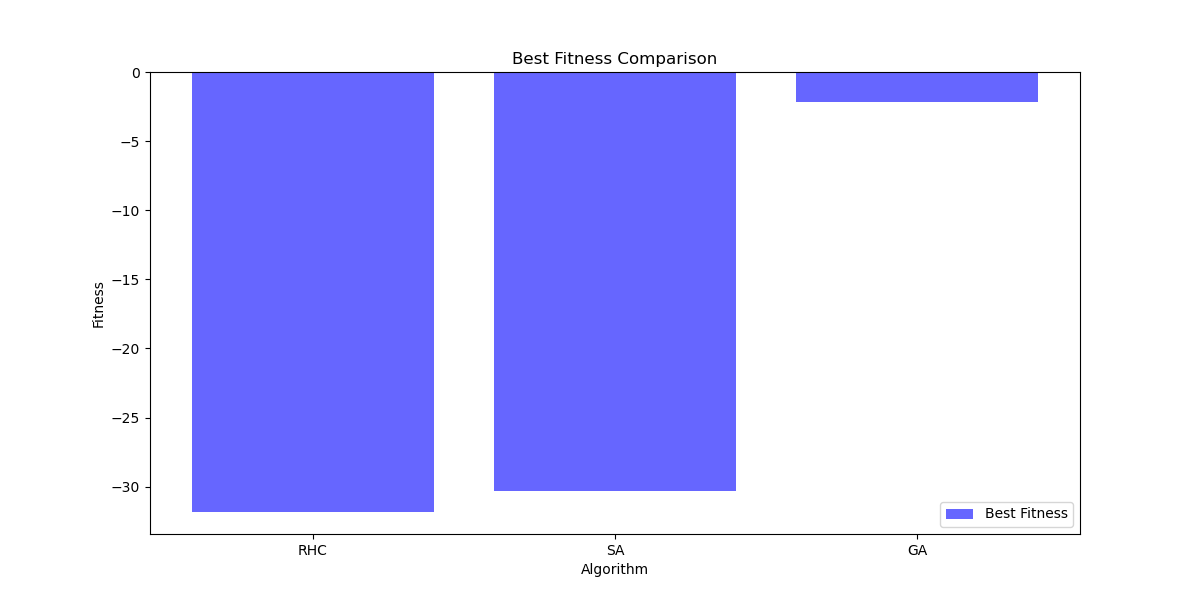 Best Fitness Comparison
0
−5
−10
−15
−20
−25
−30
Fitness
RHC
SA
GA
Algorithm
Best Fitness